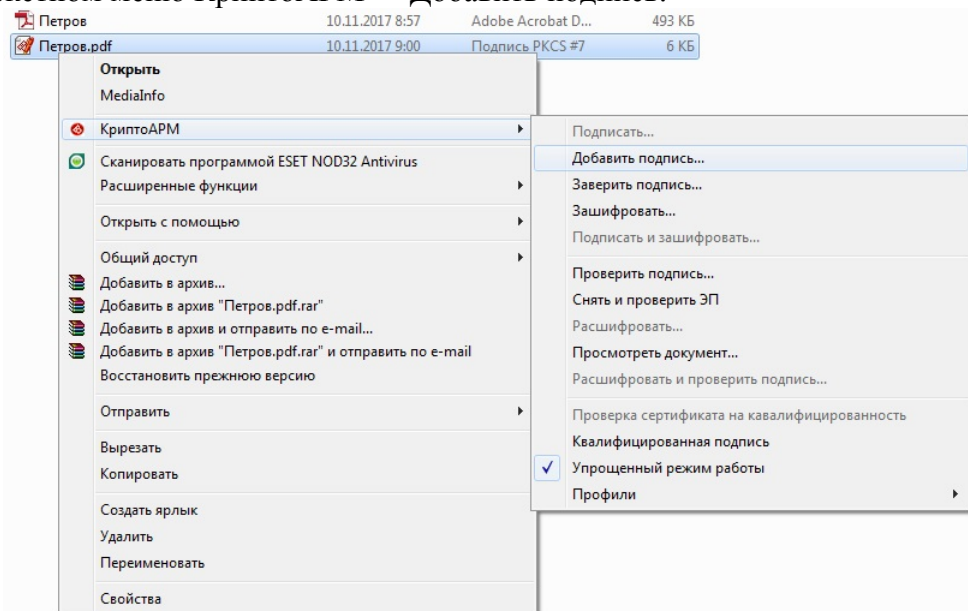 Петров 10.11.2017 8:57 Adobe Acrobat D... 493 КБ
Петров.pdf 10.11.2017 9:00 Подпись PKCS #7 6 КБ
Открыть
MediaInfo
КриптоАРМ
Сканировать программой ESET NOD32 Antivirus
Расширенные функции
Открыть с помощью
Общий доступ
Добавить в архив...
Добавить в архив "Петров.pdf.rar"
Добавить в архив и отправить по e-mail...
Добавить в архив "Петров.pdf.rar" и отправить по e-mail
Восстановить прежнюю версию
Отправить
Вырезать
Копировать
Создать ярлык
Удалить
Переименовать
Свойства
Подписать...
Добавить подпись...
Заверить подпись...
Зашифровать...
Подписать и зашифровать...
Проверить подпись...
Снять и проверить ЭП
Расшифровать...
Просмотреть документ...
Расшифровать и проверить подпись...
Проверка сертификата на кавалифицированность
Квалифицированная подпись
Упрощенный режим работы
Профили